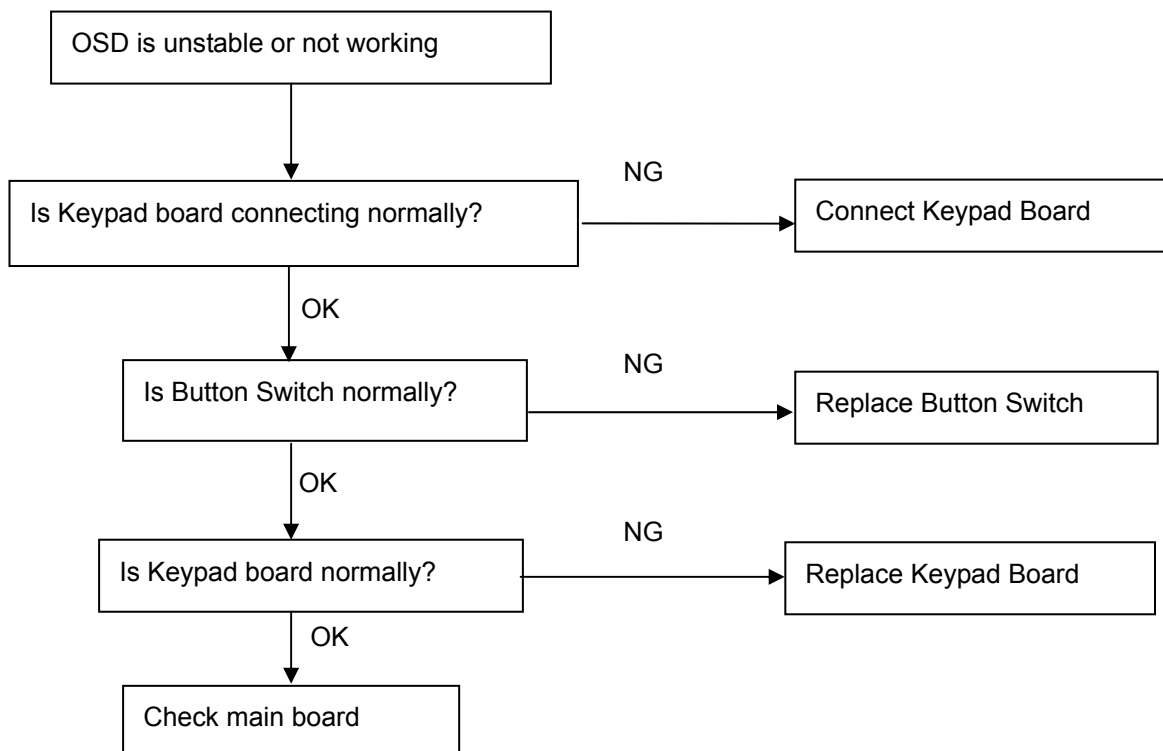 OSD is unstable or not working
NG
Is Keypad board connecting normally?
Connect Keypad Board
OK
NG
Is Button Switch normally?
Replace Button Switch
OK
NG
Is Keypad board normally?
Replace Keypad Board
OK
Check main board